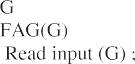 G
FAG(G)
Read input (G) ;